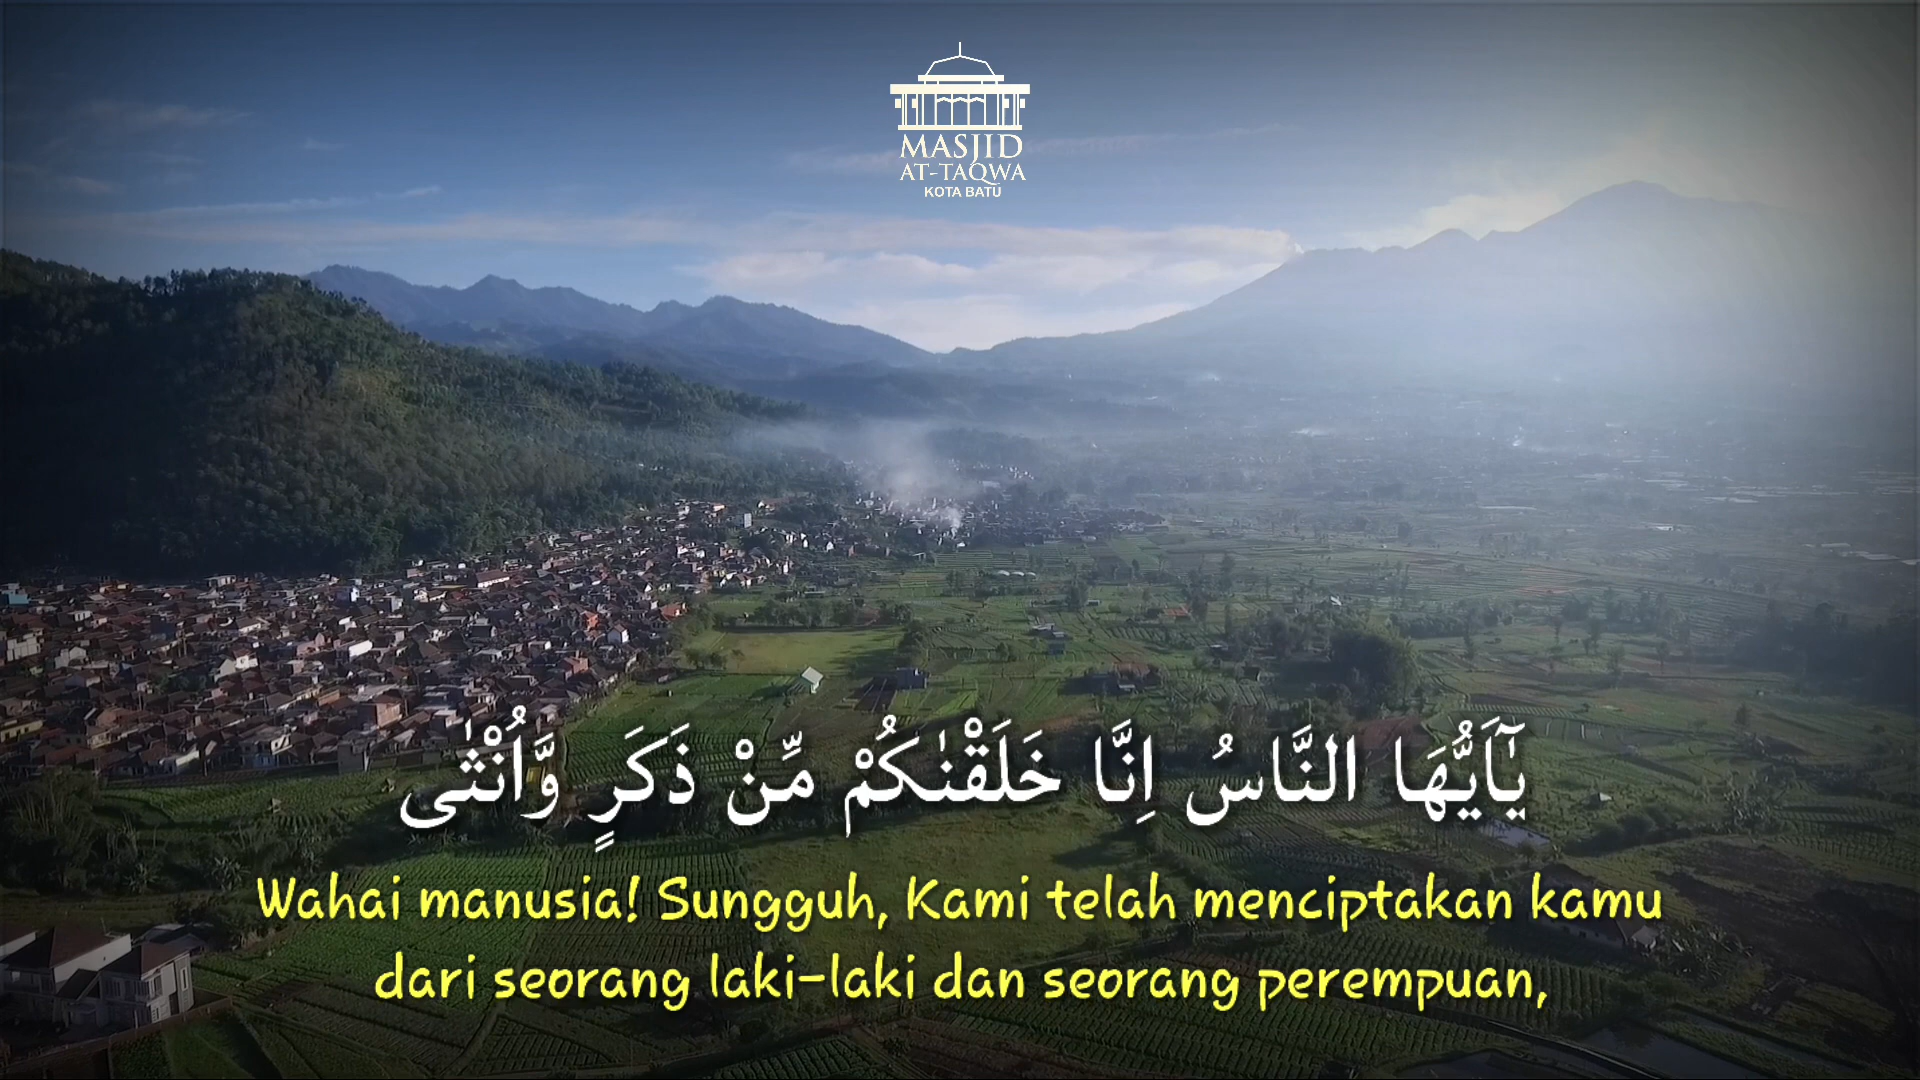 MASJID
AT-TAQWA
KOTA BATU
يٰٓاَيُّهَا النَّاسُ اِنَّا خَلَقْنٰكُمْ مِّنْ ذَكَرٍ وَّاُنْثٰى
Wahai manusia! Sungguh, Kami telah menciptakan kamu
dari seorang laki-laki dan seorang perempuan,